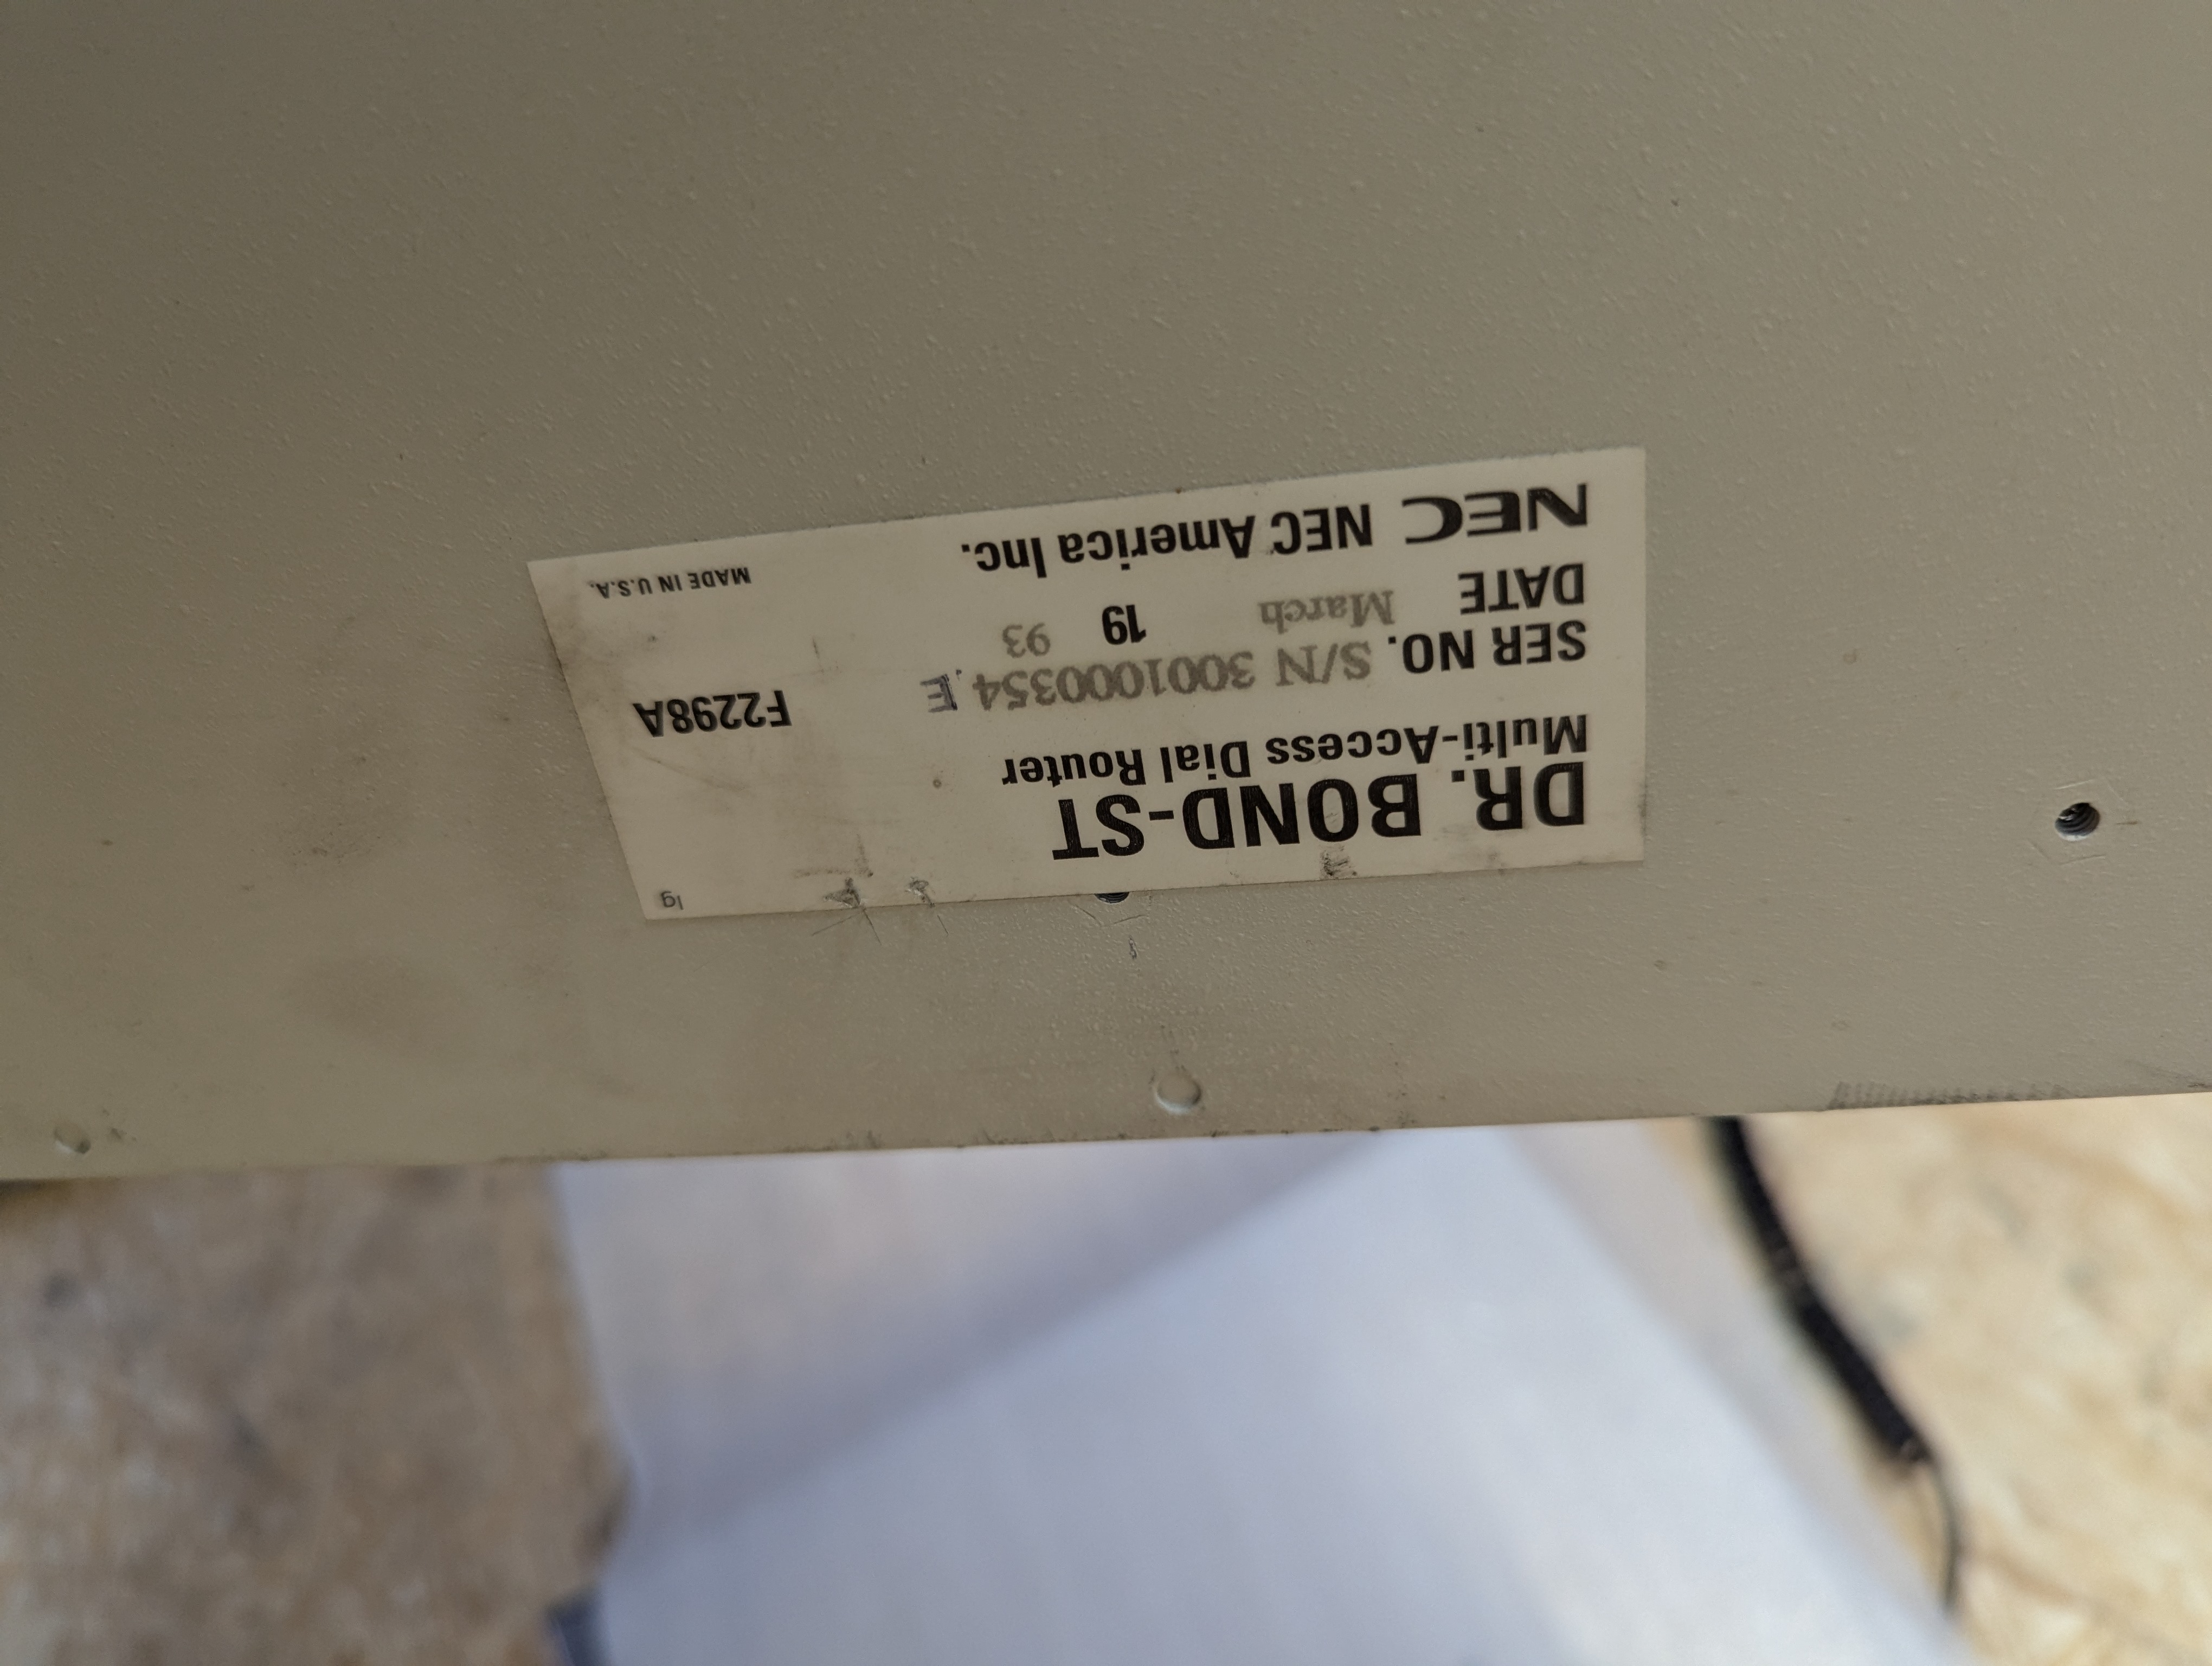 DR. BOND-ST
Multi-Access Dial Router
SER NO. S/N 3001000354.E F2298A
DATE March 19 93
NEC NEC America Inc. MADE IN U.S.A.